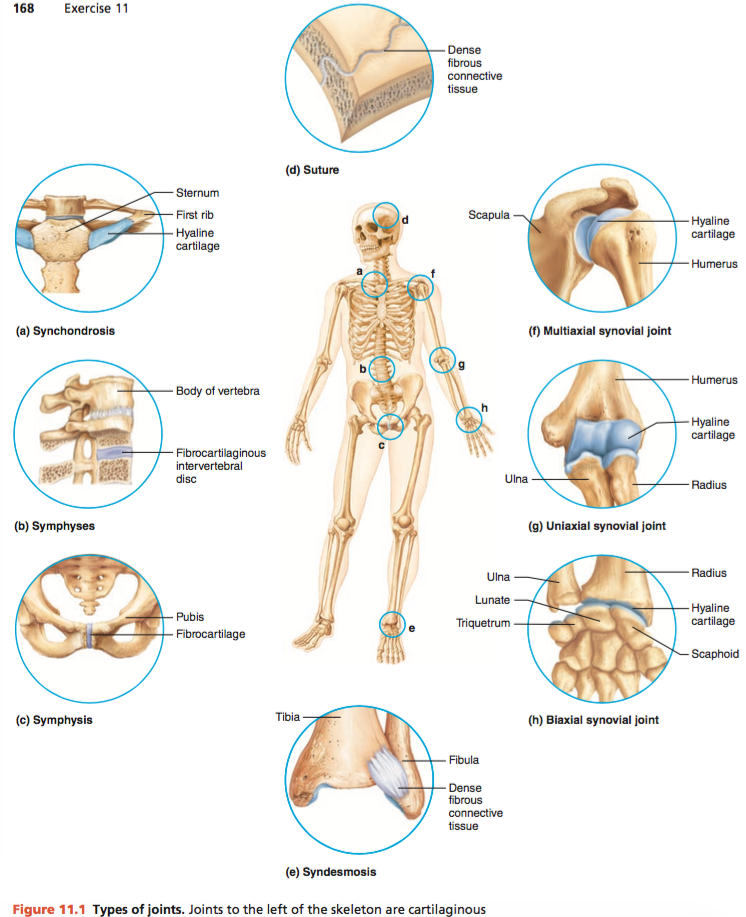 168 Exercise 11
Dense
fibrous
connective
tissue
(d) Suture
Sternum
First rib
Hyaline
cartilage
(a) Synchondrosis
Body of vertebra
Fibrocartilaginous
intervertebral
disc
(b) Symphyses
Pubis
Fibrocartilage
(c) Symphysis
d
a
f
b
g
h
c
e
Scapula
Hyaline
cartilage
Humerus
(f) Multiaxial synovial joint
Humerus
Hyaline
cartilage
Ulna
Radius
(g) Uniaxial synovial joint
Ulna
Radius
Lunate
Hyaline
cartilage
Triquetrum
Scaphoid
(h) Biaxial synovial joint
Tibia
Fibula
Dense
fibrous
connective
tissue
(e) Syndesmosis
Figure 11.1 Types of joints. Joints to the left of the skeleton are cartilaginous